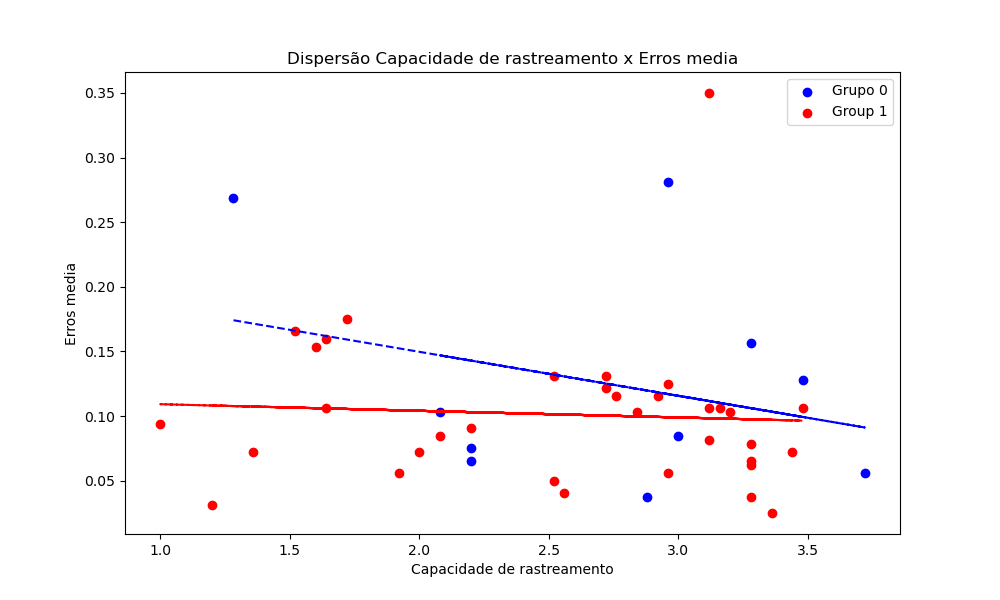 Dispersão Capacidade de rastreamento x Erros media
Grupo 0
Group 1
0.35
0.30
0.25
0.20
0.15
0.10
0.05
Erros media
1.0 1.5 2.0 2.5 3.0 3.5
Capacidade de rastreamento